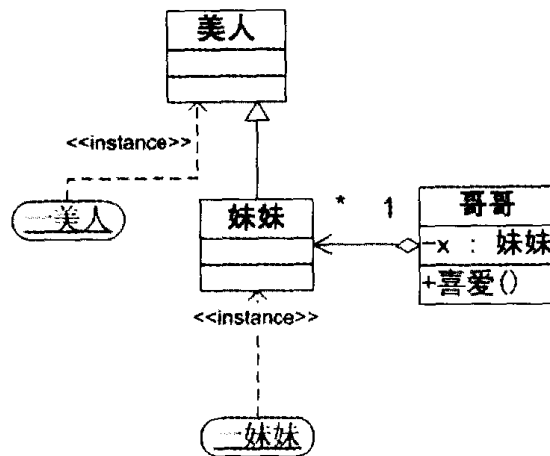 美人
<<instance>>
一美人
妹妹
* 1
哥哥
-x : 妹妹
+喜爱()
<<instance>>
一妹妹